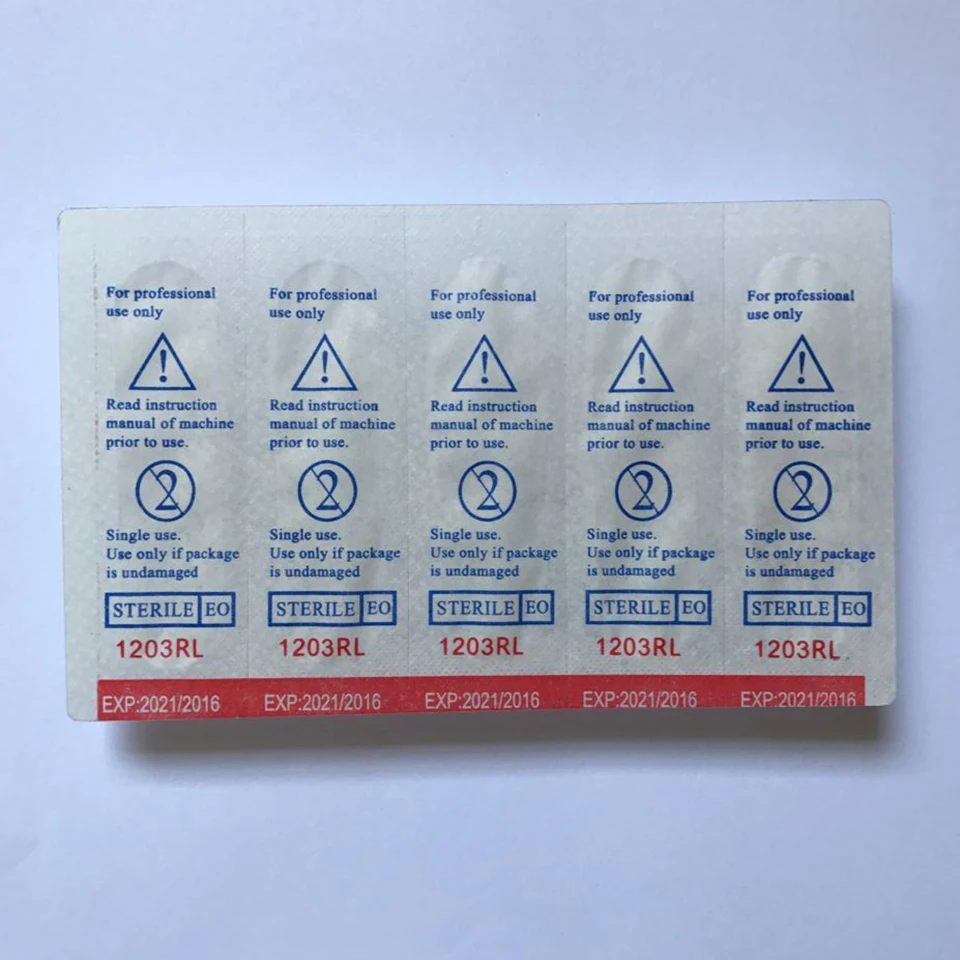 For professional
use only
!
Read instruction
manual of machine
prior to use.
2
Single use.
Use only if package
is undamaged
STERILE EO
1203RL
EXP:2021/2016
For professional
use only
!
Read instruction
manual of machine
prior to use.
2
Single use.
Use only if package
is undamaged
STERILE EO
1203RL
EXP:2021/2016
For professional
use only
!
Read instruction
manual of machine
prior to use.
2
Single use.
Use only if package
is undamaged
STERILE EO
1203RL
EXP:2021/2016
For professional
use only
!
Read instruction
manual of machine
prior to use.
2
Single use.
Use only if package
is undamaged
STERILE EO
1203RL
EXP:2021/2016
For professional
use only
!
Read instruction
manual of machine
prior to use.
2
Single use.
Use only if package
is undamaged
STERILE EO
1203RL
EXP:2021/2016